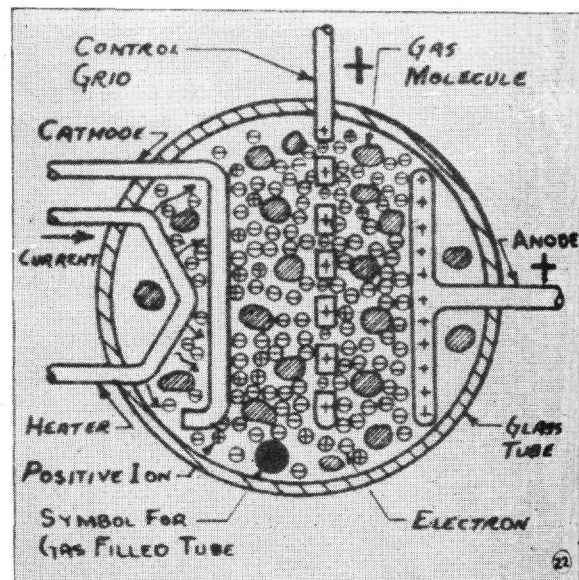 CONTROL
GRID
+
GAS
MOLECULE
CATHODE
CURRENT
ANODE
+
HEATER
POSITIVE ION
GLASS
TUBE
SYMBOL FOR
GAS FILLED TUBE
ELECTRON
22